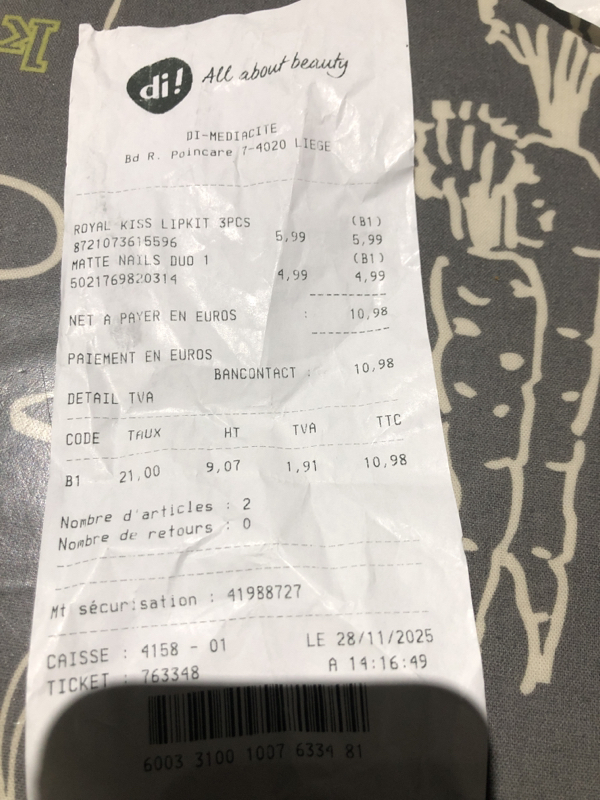 di! All about beauty
DI-MEDIACITE
Bd R. Poincare 7-4020 LIEGE
ROYAL KISS LIPKIT 3PCS (B1)
8721073615596 5,99 5,99
MATTE NAILS DUO 1 (B1)
5021769820314 4,99 4,99
NET A PAYER EN EUROS : 10,98
PAIEMENT EN EUROS
BANCONTACT : 10,98
DETAIL TVA
CODE TAUX HT TVA TTC
B1 21,00 9,07 1,91 10,98
Nombre d'articles : 2
Nombre de retours : 0
Mt sécurisation : 41988727
CAISSE : 4158 - 01 LE 28/11/2025
TICKET : 763348 A 14:16:49
6003 3100 1007 6334 81